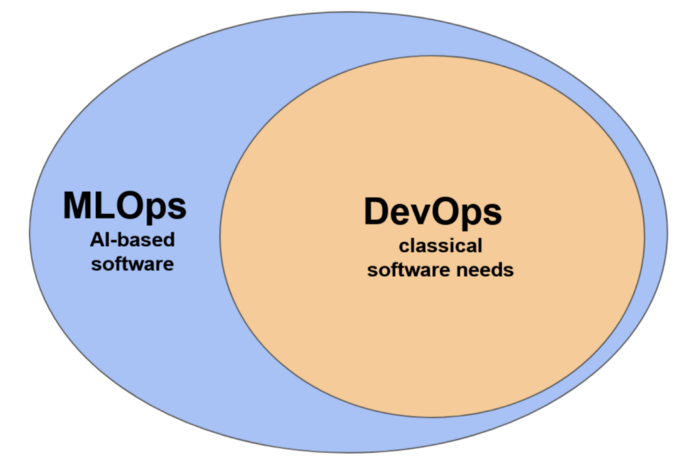 MLOps
AI-based
software
DevOps
classical
software needs